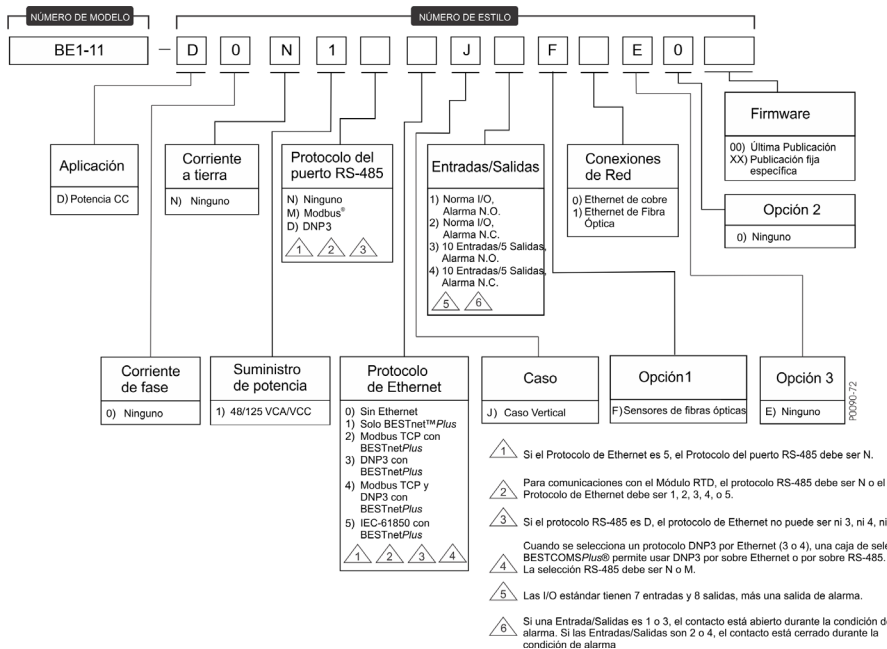 NÚMERO DE MODELO
NÚMERO DE ESTILO
BE1-11 – D 0 N 1 J F E 0
Aplicación
D) Potencia CC
Corriente
a tierra
N) Ninguno
Protocolo del
puerto RS-485
N) Ninguno
M) Modbus®
D) DNP3
1 2 3
Entradas/Salidas
1) Norma I/O,
Alarma N.O.
2) Norma I/O,
Alarma N.C.
3) 10 Entradas/5 Salidas,
Alarma N.O.
4) 10 Entradas/5 Salidas,
Alarma N.C.
5 6
Conexiones
de Red
0) Ethernet de cobre
1) Ethernet de Fibra
Óptica
Firmware
00) Última Publicación
XX) Publicación fija
específica
Opción 2
0) Ninguno
Corriente
de fase
0) Ninguno
Suministro
de potencia
1) 48/125 VCA/VCC
Protocolo
de Ethernet
0) Sin Ethernet
1) Solo BESTnet™Plus
2) Modbus TCP con
BESTnetPlus
3) DNP3 con
BESTnetPlus
4) Modbus TCP y
DNP3 con
BESTnetPlus
5) IEC-61850 con
BESTnetPlus
1 2 3 4
Caso
J) Caso Vertical
Opción1
F)Sensores de fibras ópticas
Opción 3
E) Ninguno
P0090-72
1 Si el Protocolo de Ethernet es 5, el Protocolo del puerto RS-485 debe ser N.
2 Para comunicaciones con el Módulo RTD, el protocolo RS-485 debe ser N o el
Protocolo de Ethernet debe ser 1, 2, 3, 4, o 5.
3 Si el protocolo RS-485 es D, el protocolo de Ethernet no puede ser ni 3, ni 4, ni
Cuando se selecciona un protocolo DNP3 por Ethernet (3 o 4), una caja de sele
BESTCOMSPlus® permite usar DNP3 por sobre Ethernet o por sobre RS-485.
4 La selección RS-485 debe ser N o M.
5 Las I/O estándar tienen 7 entradas y 8 salidas, más una salida de alarma.
6 Si una Entrada/Salidas es 1 o 3, el contacto está abierto durante la condición de
alarma. Si las Entradas/Salidas son 2 o 4, el contacto está cerrado durante la
condición de alarma